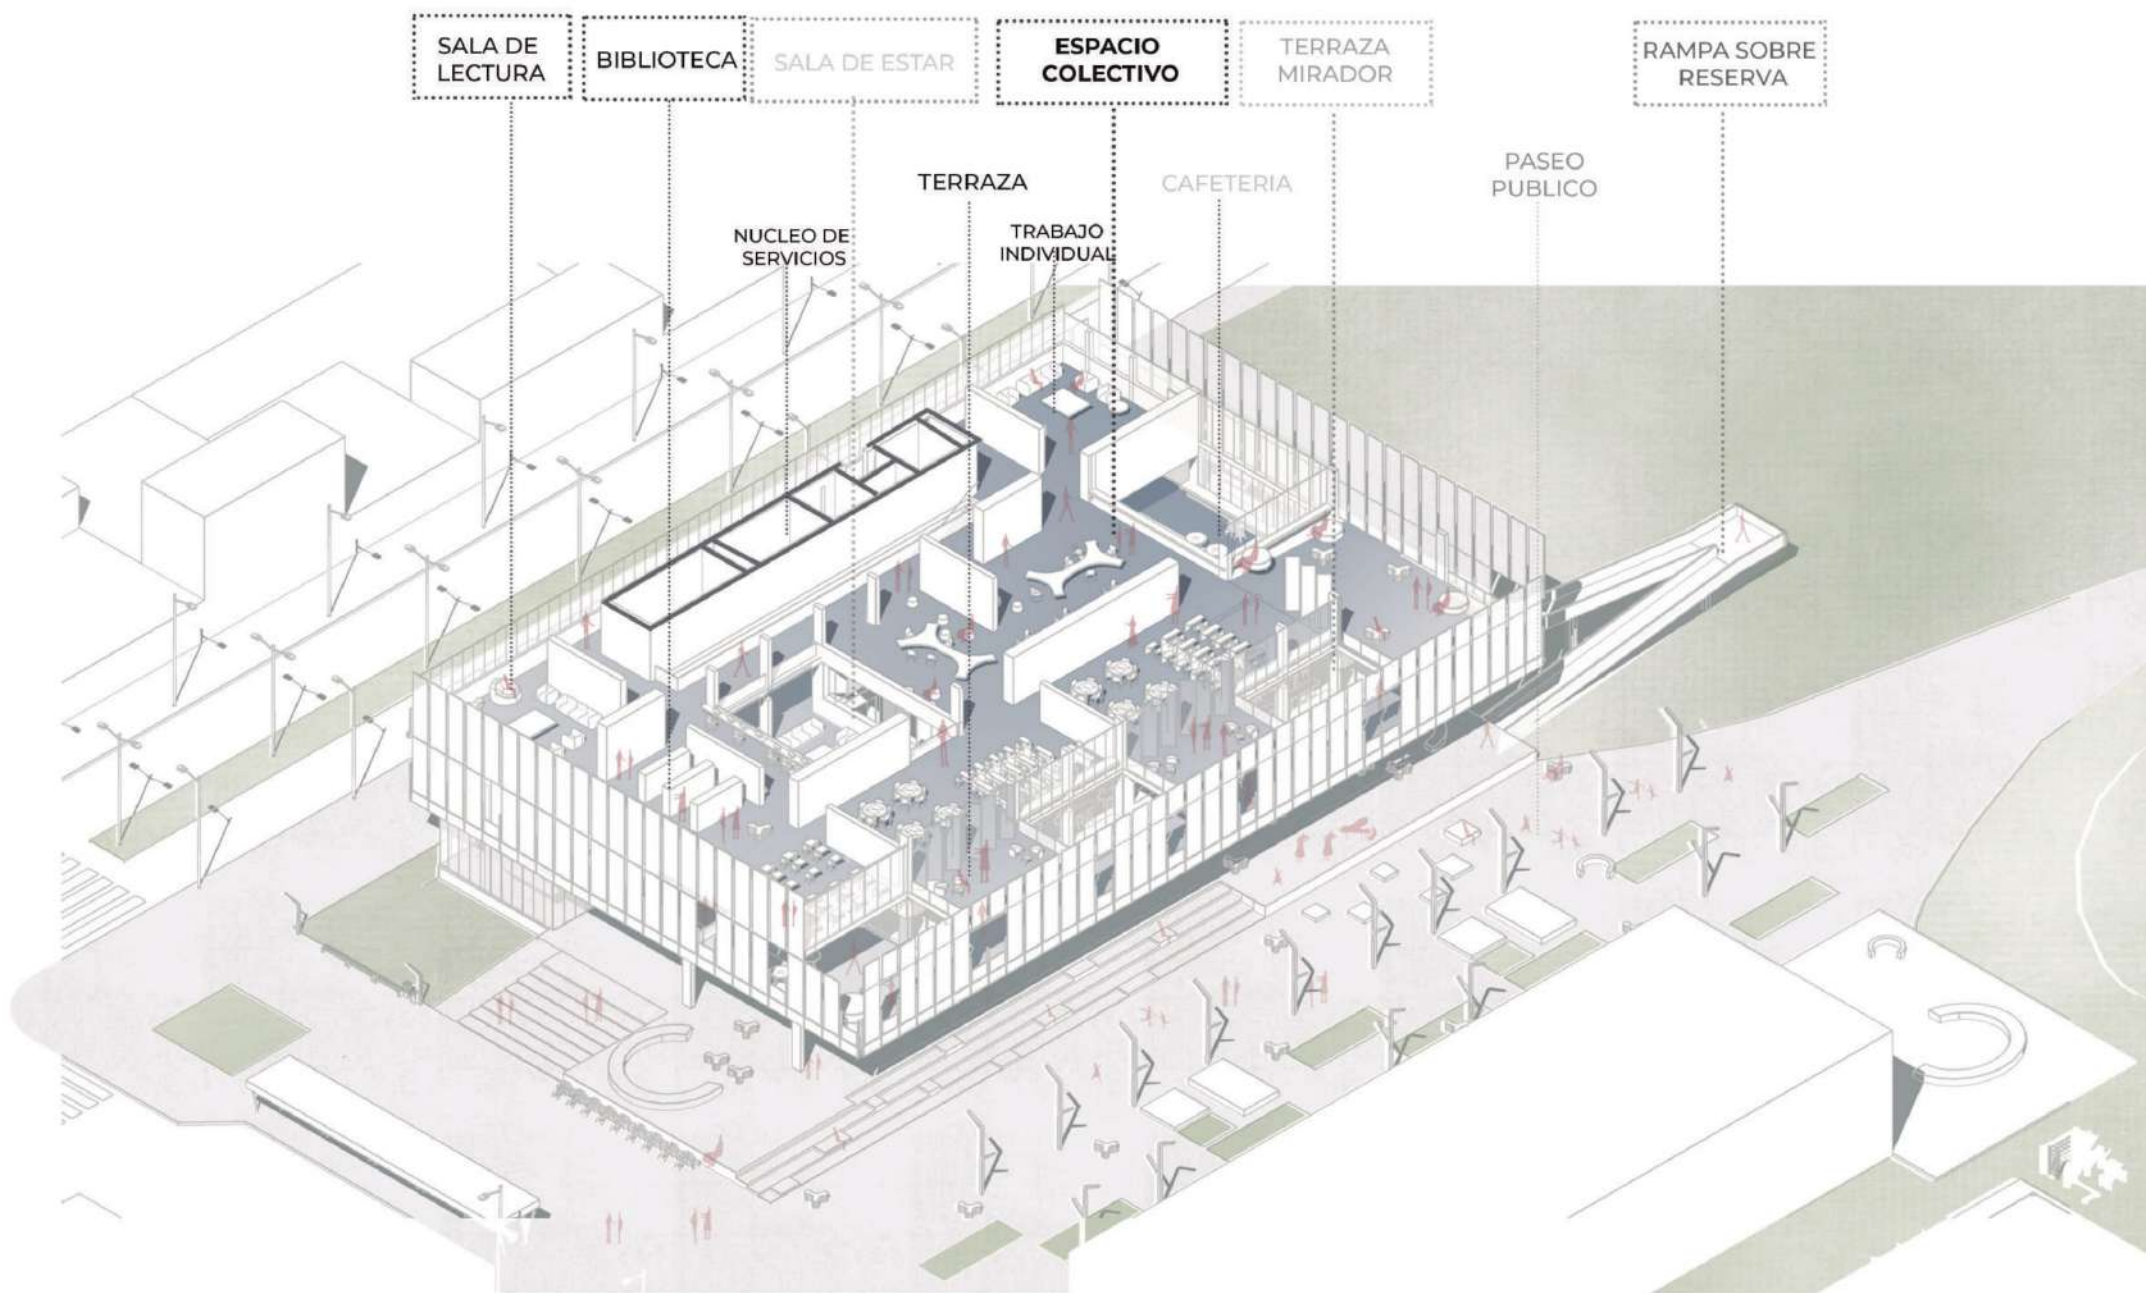 SALA DE
LECTURA
BIBLIOTECA
SALA DE ESTAR
ESPACIO
COLECTIVO
TERRAZA
MIRADOR
RAMPA SOBRE
RESERVA
TERRAZA
CAFETERIA
PASEO
PUBLICO
NUCLEO DE
SERVICIOS
TRABAJO
INDIVIDUAL